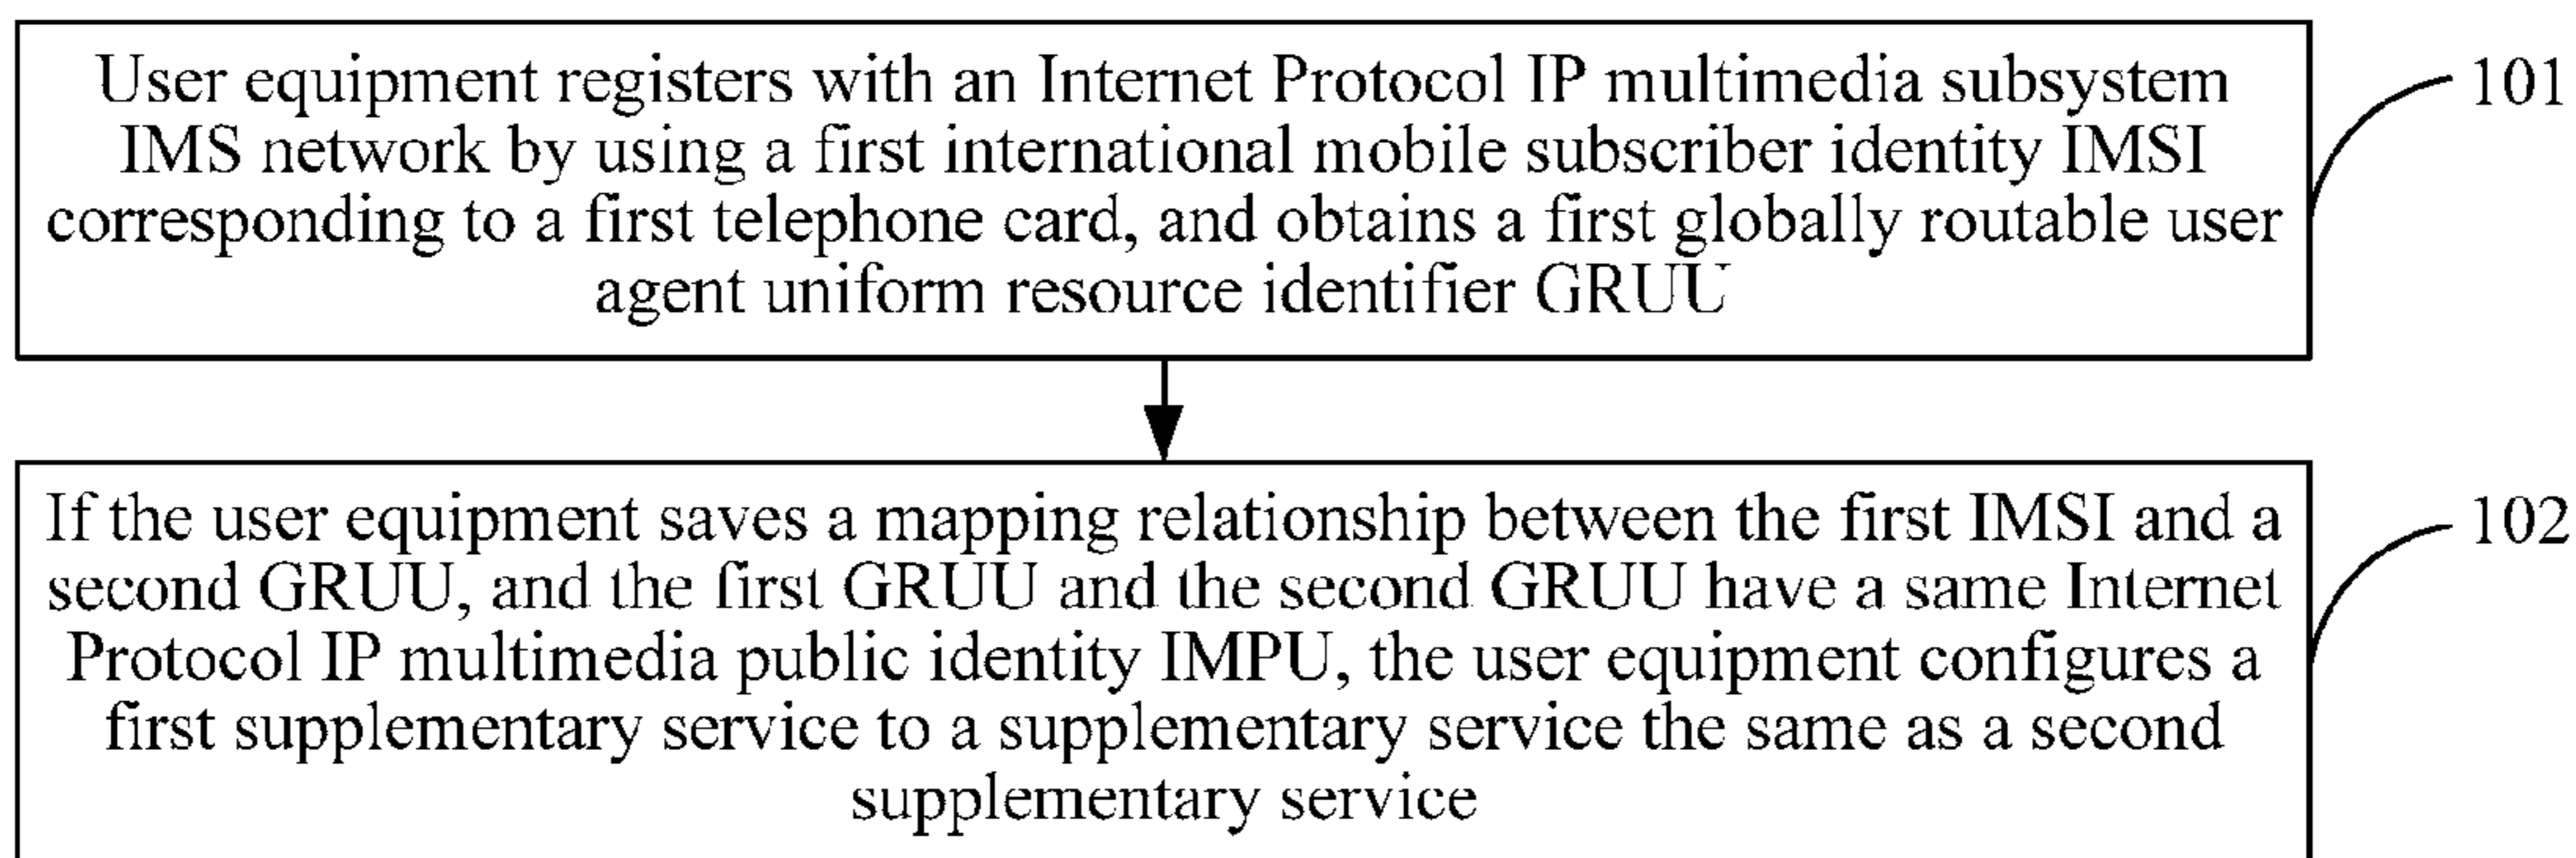 User equipment registers with an Internet Protocol IP multimedia subsystem
IMS network by using a first international mobile subscriber identity IMSI
corresponding to a first telephone card, and obtains a first globally routable user
agent uniform resource identifier GRUU
101
If the user equipment saves a mapping relationship between the first IMSI and a
second GRUU, and the first GRUU and the second GRUU have a same Internet
Protocol IP multimedia public identity IMPU, the user equipment configures a
first supplementary service to a supplementary service the same as a second
supplementary service
102